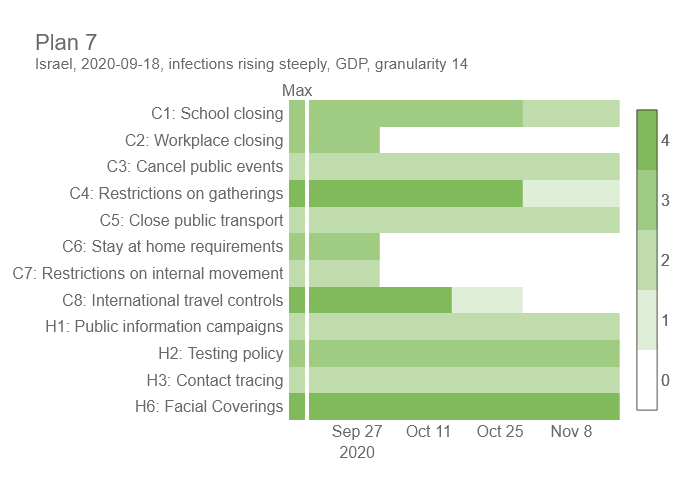 Plan 7
Israel, 2020-09-18, infections rising steeply, GDP, granularity 14
Max
C1: School closing
C2: Workplace closing
C3: Cancel public events
C4: Restrictions on gatherings
C5: Close public transport
C6: Stay at home requirements
C7: Restrictions on internal movement
C8: International travel controls
H1: Public information campaigns
H2: Testing policy
H3: Contact tracing
H6: Facial Coverings
4
3
2
1
0
Sep 27 Oct 11 Oct 25 Nov 8
2020